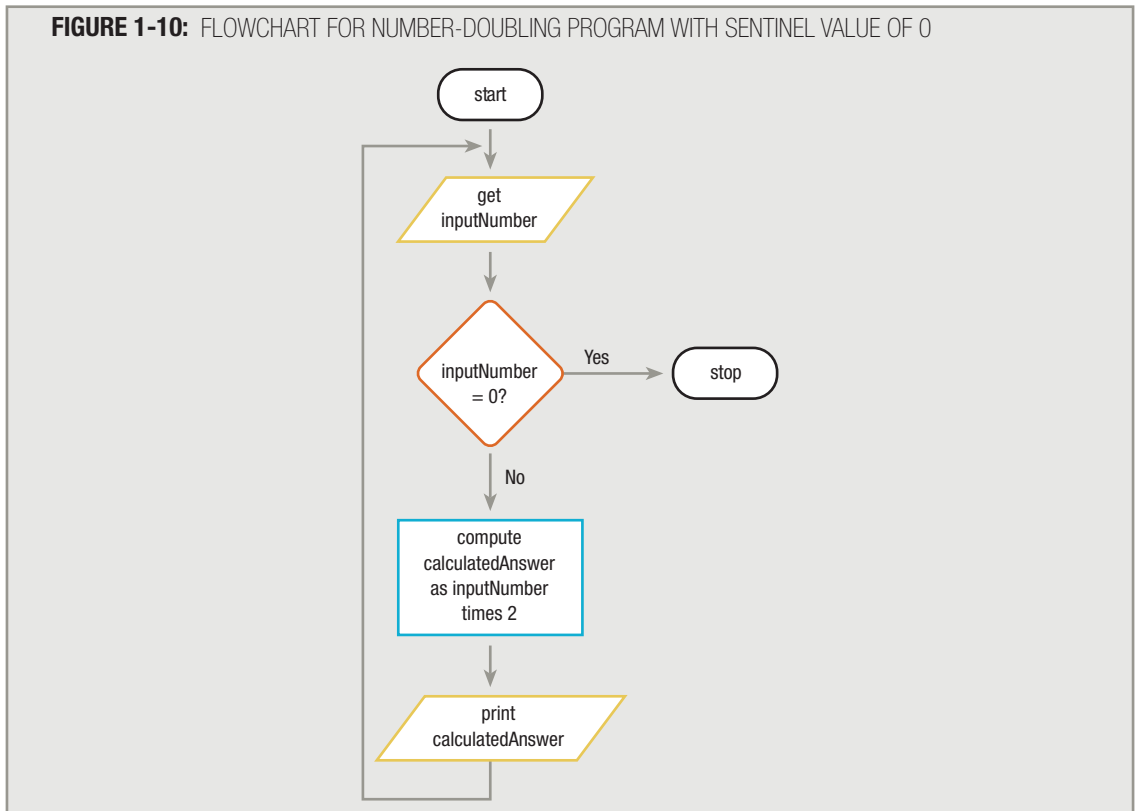 FIGURE 1-10: FLOWCHART FOR NUMBER-DOUBLING PROGRAM WITH SENTINEL VALUE OF 0
start
get
inputNumber
inputNumber
= 0?
Yes
stop
No
compute
calculatedAnswer
as inputNumber
times 2
print
calculatedAnswer